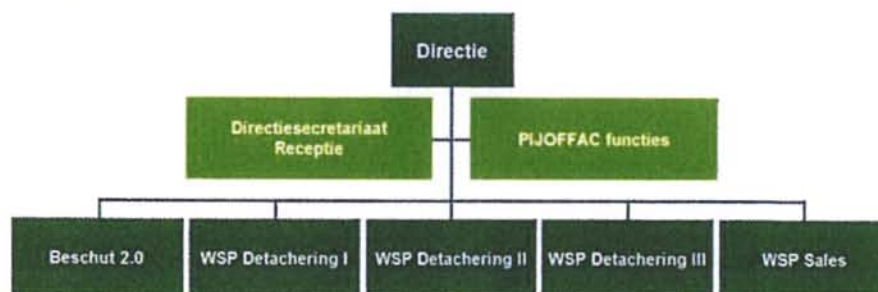 Directie
Directiesecretariaat
Receptie
PIJOFFAC functies
Beschut 2.0
WSP Detachering I
WSP Detachering II
WSP Detachering III
WSP Sales